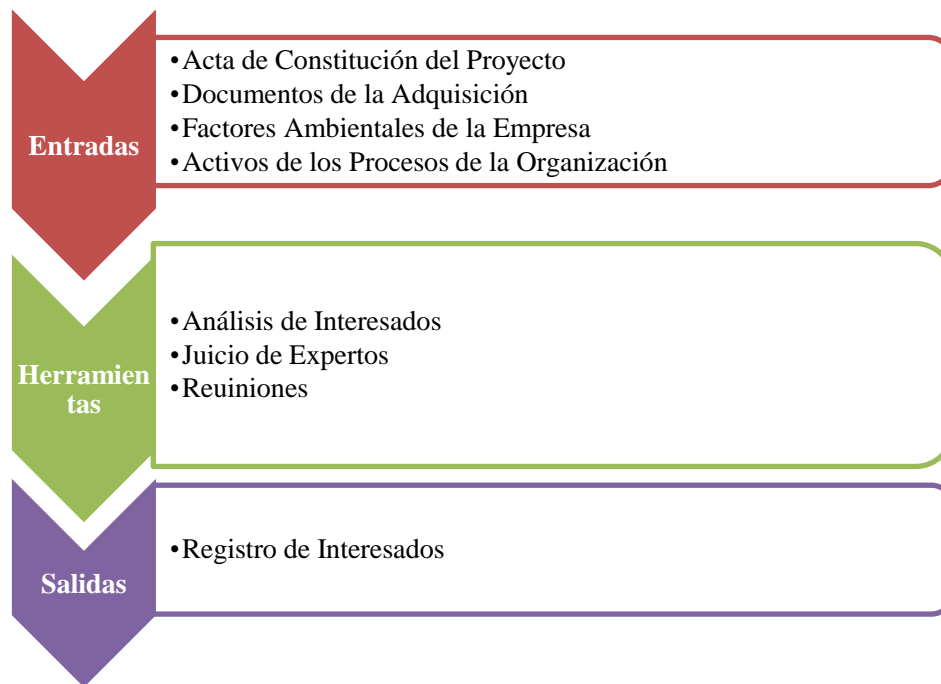 Entradas
•Acta de Constitución del Proyecto
•Documentos de la Adquisición
•Factores Ambientales de la Empresa
•Activos de los Procesos de la Organización
Herramien
tas
•Análisis de Interesados
•Juicio de Expertos
•Reuiniones
Salidas
•Registro de Interesados